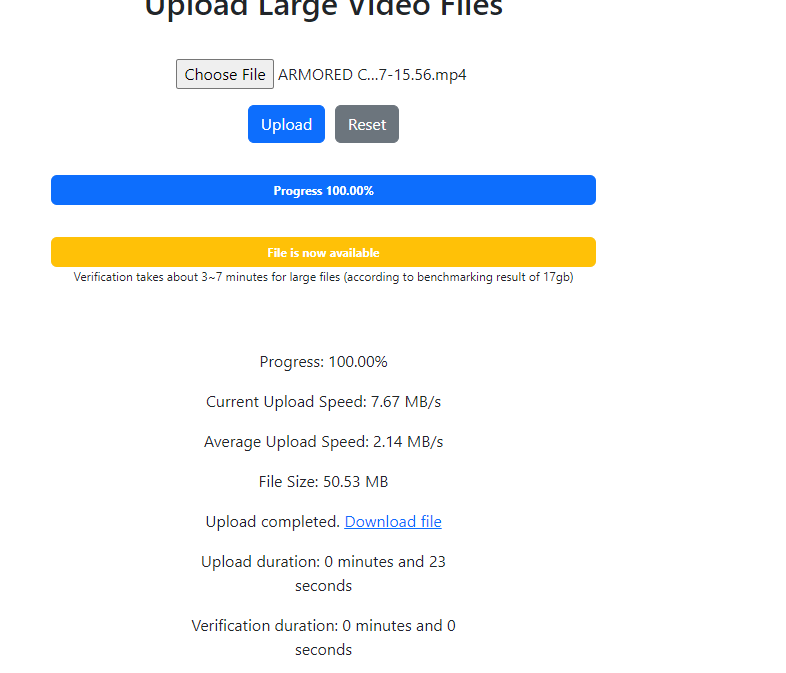 Upload Large Video Files
Choose File ARMORED C...7-15.56.mp4
Upload Reset
Progress 100.00%
File is now available
Verification takes about 3~7 minutes for large files (according to benchmarking result of 17gb)
Progress: 100.00%
Current Upload Speed: 7.67 MB/s
Average Upload Speed: 2.14 MB/s
File Size: 50.53 MB
Upload completed. Download file
Upload duration: 0 minutes and 23
seconds
Verification duration: 0 minutes and 0
seconds